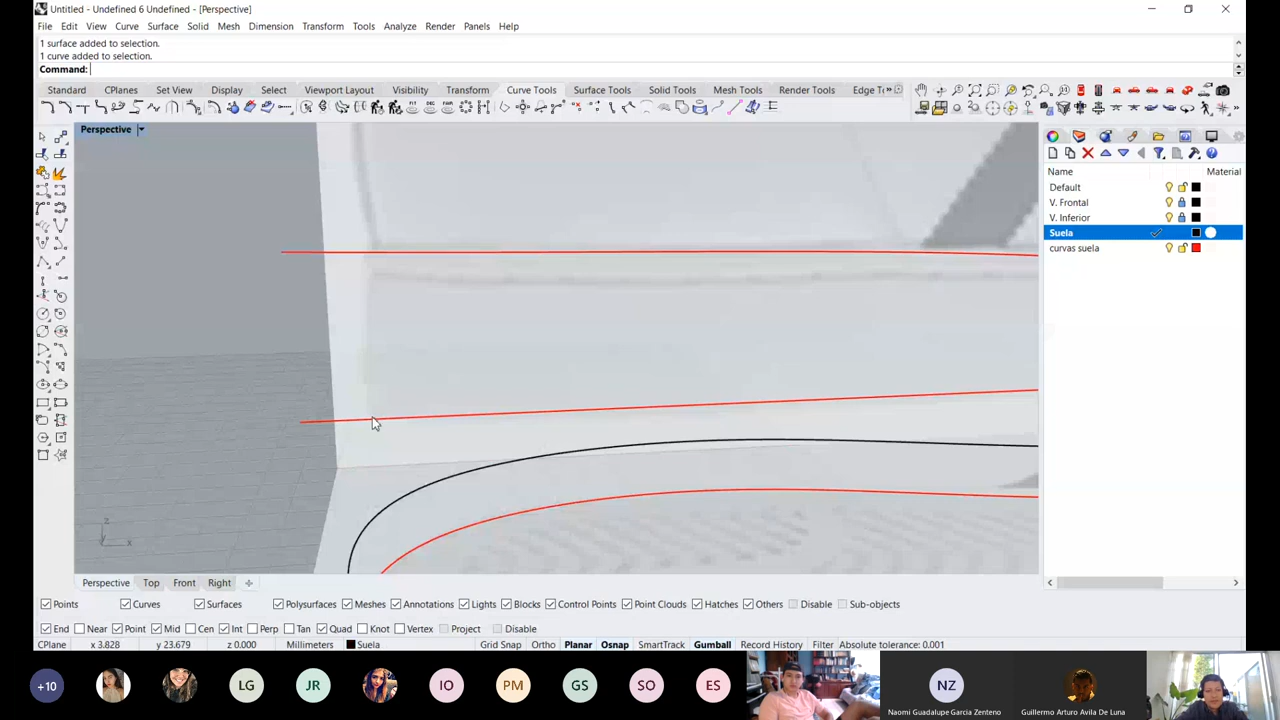 Untitled - Undefined 6 Undefined - [Perspective]
File Edit View Curve Surface Solid Mesh Dimension Transform Tools Analyze Render Panels Help
1 surface added to selection.
1 curve added to selection.
Command:
Standard CPlanes Set View Display Select Viewport Layout Visibility Transform Curve Tools Surface Tools Solid Tools Mesh Tools Render Tools Edge T
Perspective
Name Material
Default
V. Frontal
V. Inferior
Suela
curvas suela
z
x
Perspective Top Front Right
Points Curves Surfaces Polysurfaces Meshes Annotations Lights Blocks Control Points Point Clouds Hatches Others Disable Sub-objects
End Near Point Mid Cen Int Perp Tan Quad Knot Vertex Project Disable
CPlane x 3.828 y 23.679 z 0.000 Millimeters Suela Grid Snap Ortho Planar Osnap SmartTrack Gumball Record History Filter Absolute tolerance: 0.001
+10 LG JR IO PM GS SO ES NZ
Naomi Guadalupe Garcia Zenteno Guillermo Arturo Avila De Luna